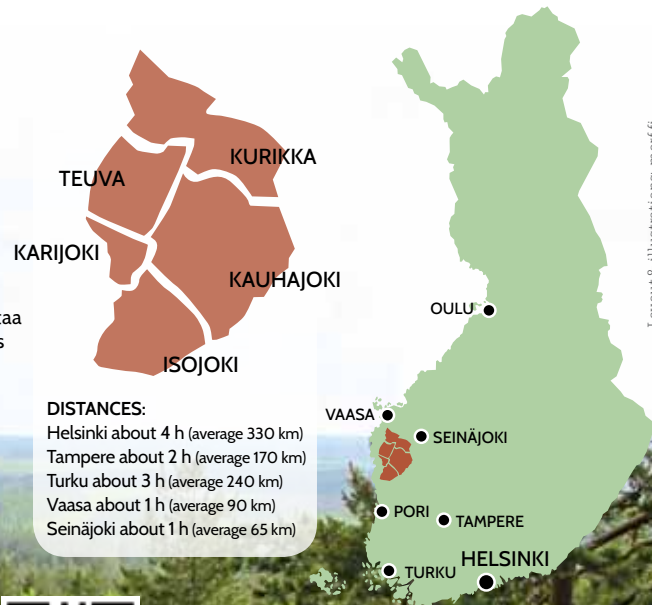 KURIKKA
TEUVA
KARIJOKI
KAUHAJOKI
ISOJOKI
DISTANCES:
Helsinki about 4 h (average 330 km)
Tampere about 2 h (average 170 km)
Turku about 3 h (average 240 km)
Vaasa about 1 h (average 90 km)
Seinäjoki about 1 h (average 65 km)
OULU
VAASA
SEINÄJOKI
PORI
TAMPERE
TURKU
HELSINKI